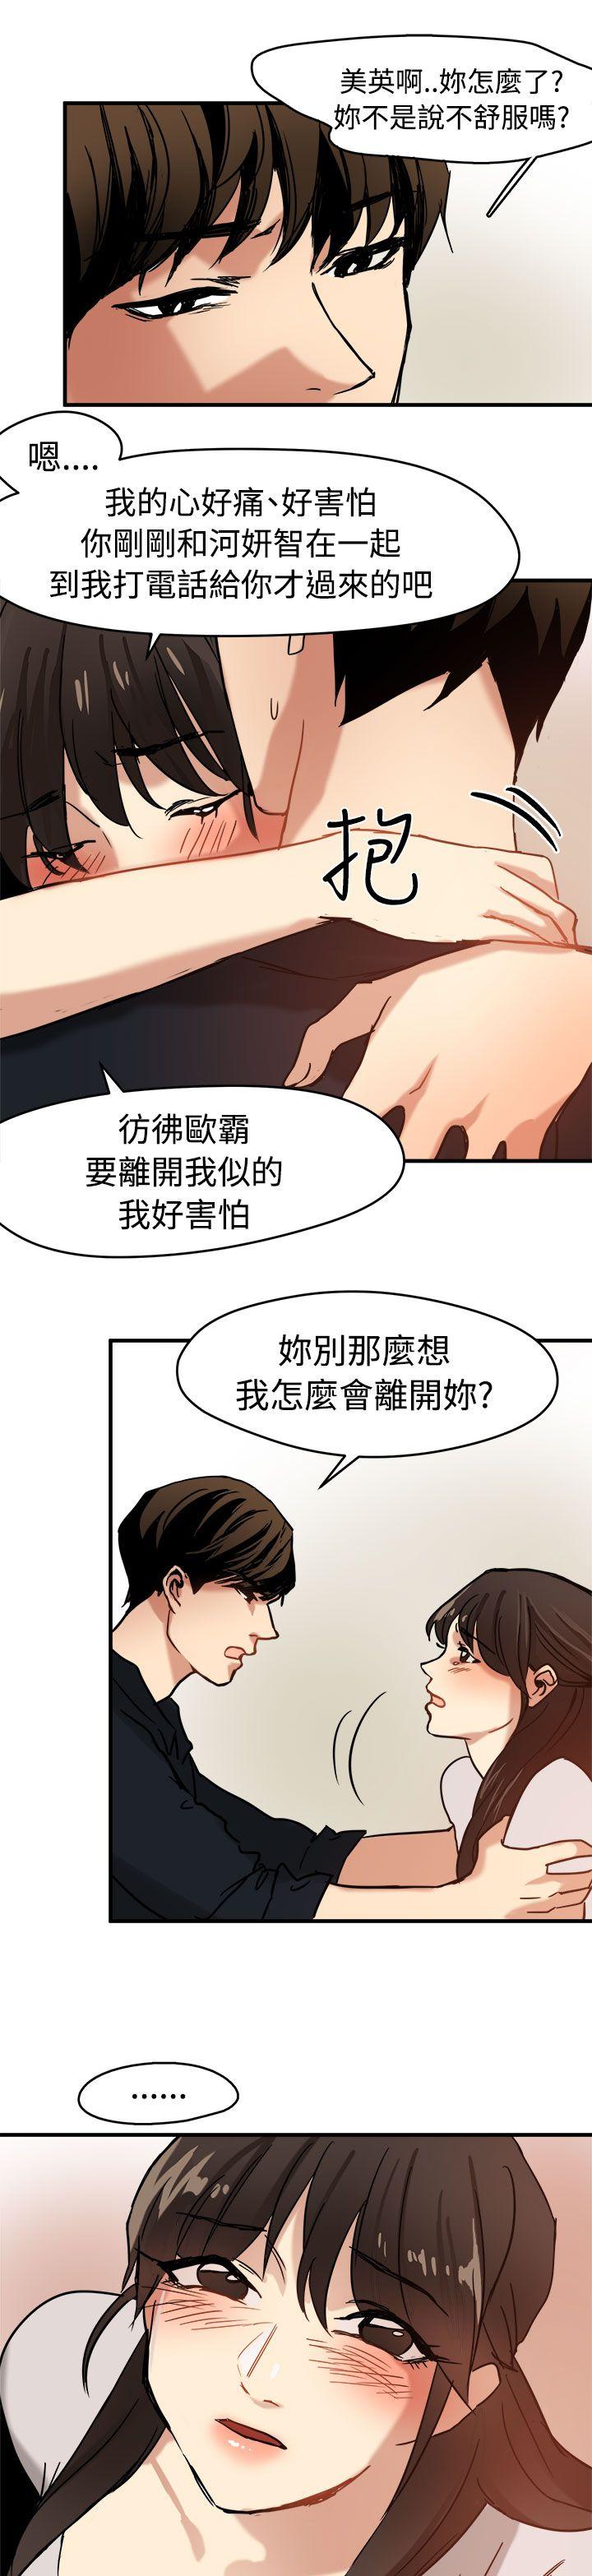 美英啊..妳怎麼了?
妳不是說不舒服嗎?
嗯....
我的心好痛、好害怕
你剛剛和河妍智在一起
到我打電話給你才過來的吧
抱
彷彿歐霸
要離開我似的
我好害怕
妳別那麼想
我怎麼會離開妳?
......